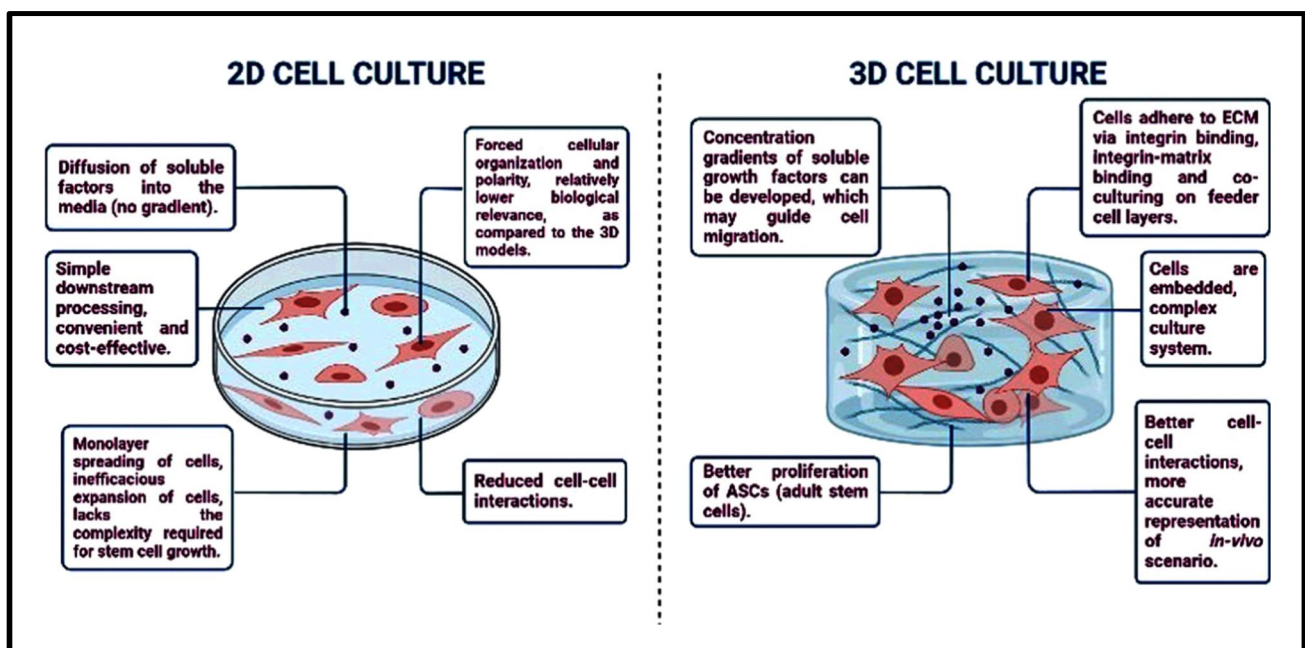 2D CELL CULTURE
Diffusion of soluble
factors into the
media (no gradient).
Forced cellular
organization and
polarity, relatively
lower biological
relevance, as
compared to the 3D
models.
Simple
downstream
processing,
convenient and
cost-effective.
Monolayer
spreading of cells,
inefficacious
expansion of cells,
lacks the
complexity required
for stem cell growth.
Reduced cell-cell
interactions.
3D CELL CULTURE
Concentration
gradients of soluble
growth factors can
be developed, which
may guide cell
migration.
Cells adhere to ECM
via integrin binding,
integrin-matrix
binding and co-
culturing on feeder
cell layers.
Cells are
embedded,
complex
culture
system.
Better proliferation
of ASCs (adult stem
cells).
Better cell-
cell
interactions,
more
accurate
representation
of in-vivo
scenario.